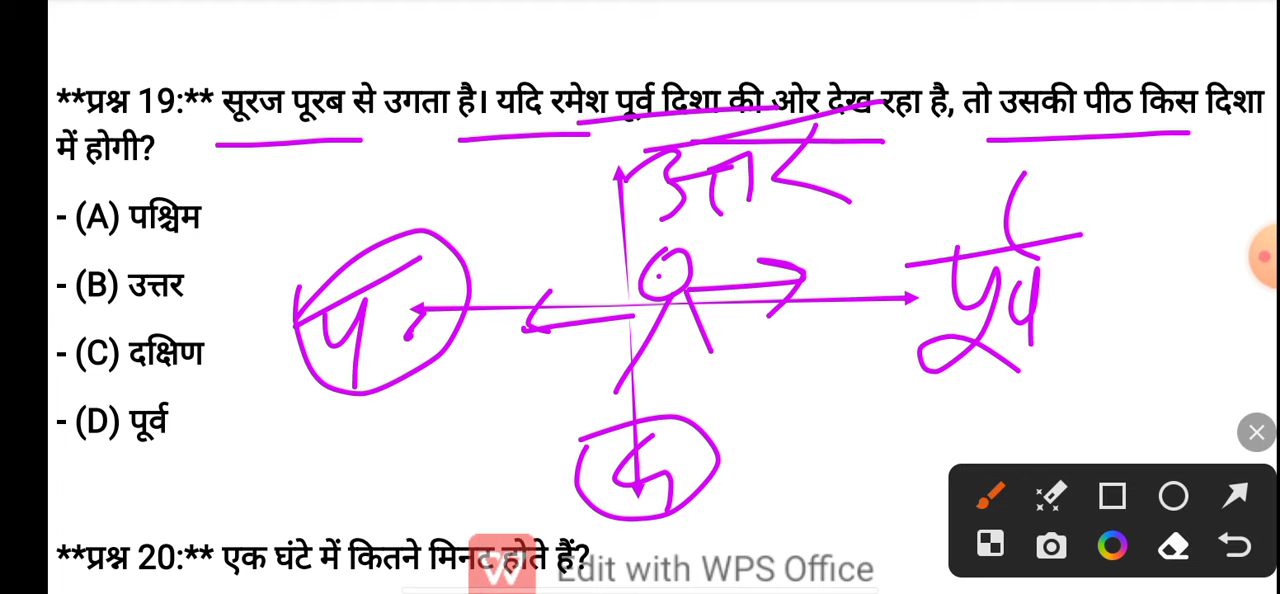 **प्रश्न 19:** सूरज पूरब से उगता है। यदि रमेश पूर्व दिशा की ओर देख रहा है, तो उसकी पीठ किस दिशा
में होगी?
उत्तर
- (A) पश्चिम
पूर्व
- (B) उत्तर
प.
- (C) दक्षिण
- (D) पूर्व
द
**प्रश्न 20:** एक घंटे में कितने मिनट होते हैं?
Edit with WPS Office